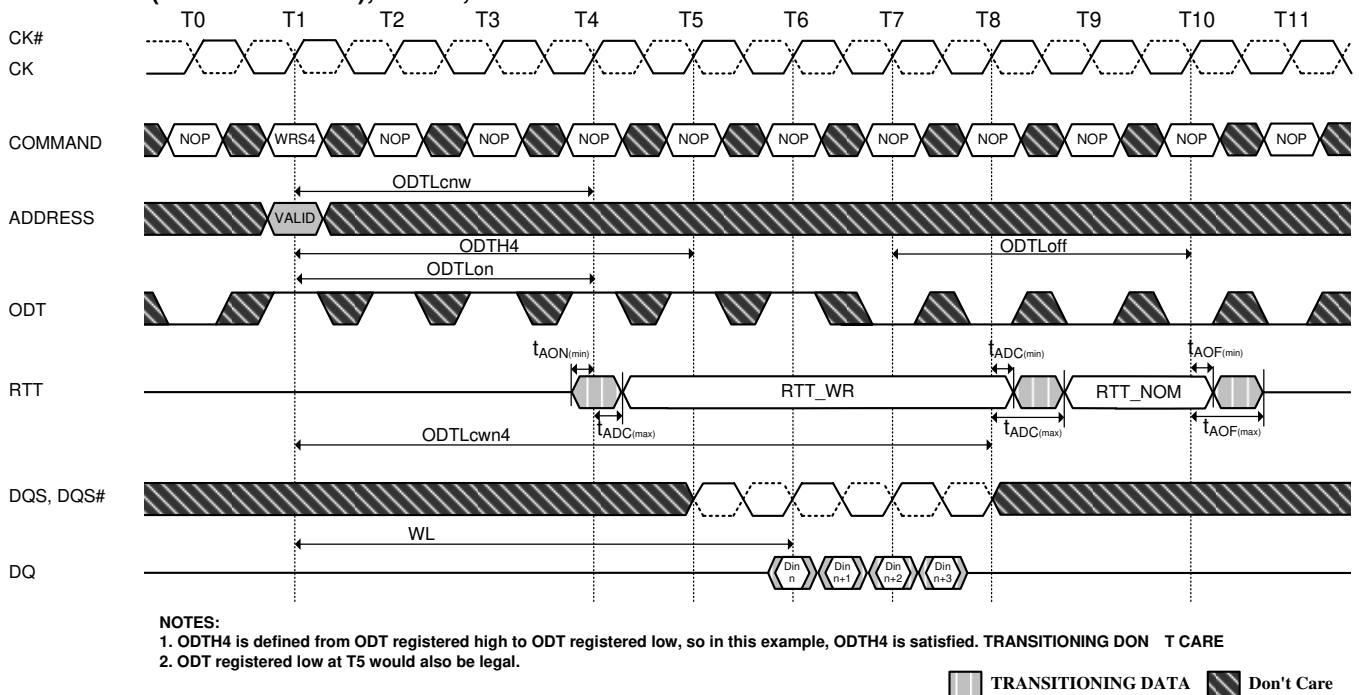 T0 T1 T2 T3 T4 T5 T6 T7 T8 T9 T10 T11
CK#
CK
COMMAND
NOP WRS4 NOP NOP NOP NOP NOP NOP NOP NOP NOP NOP
ODTLcnw
ADDRESS
VALID
ODTH4 ODTLoff
ODTLon
ODT
tAON(min) tADC(min) tAOF(min)
RTT
RTT_WR RTT_NOM
tADC(max) tADC(max) tAOF(max)
ODTLcwn4
DQS, DQS#
WL
DQ
Din n Din n+1 Din n+2 Din n+3
NOTES:
1. ODTH4 is defined from ODT registered high to ODT registered low, so in this example, ODTH4 is satisfied. TRANSITIONING DON T CARE
2. ODT registered low at T5 would also be legal.
TRANSITIONING DATA Don't Care